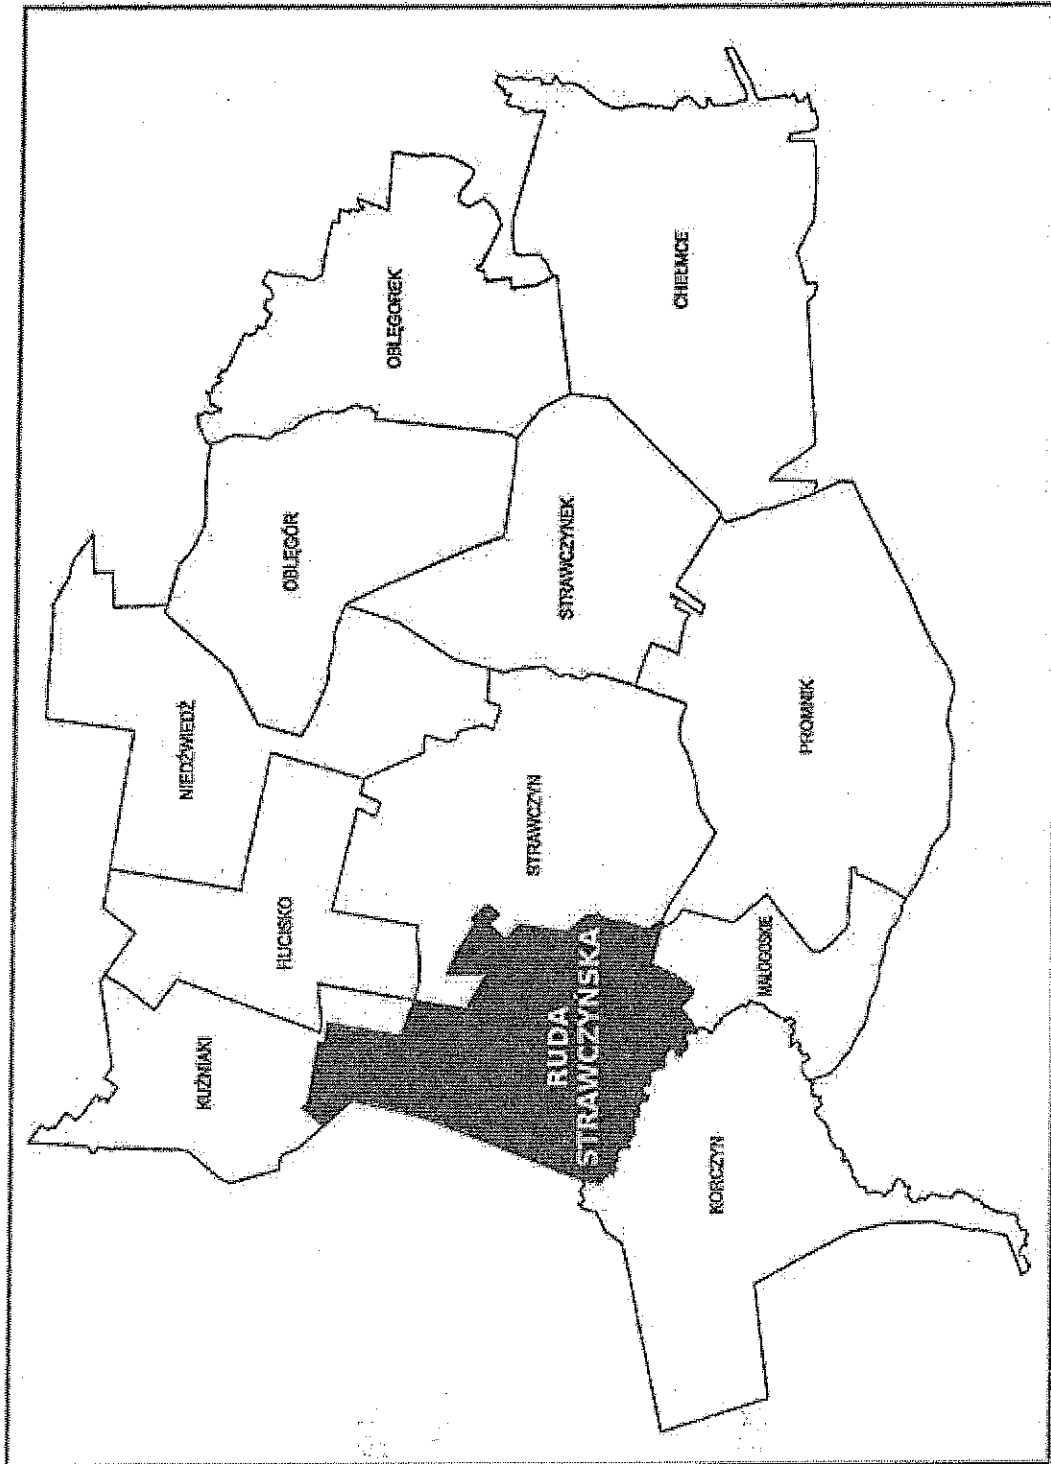 NIEDŹWIEDŹ
KUŹNIAKI
HUCISKO
OBLĘGÓR
OBLĘGOREK
STRAWCZYN
RUDA
STRAWCZYŃSKA
STRAWCZYNEK
CHEŁMCE
KORCZYN
MAŁOGOSKIE
PROMNIK